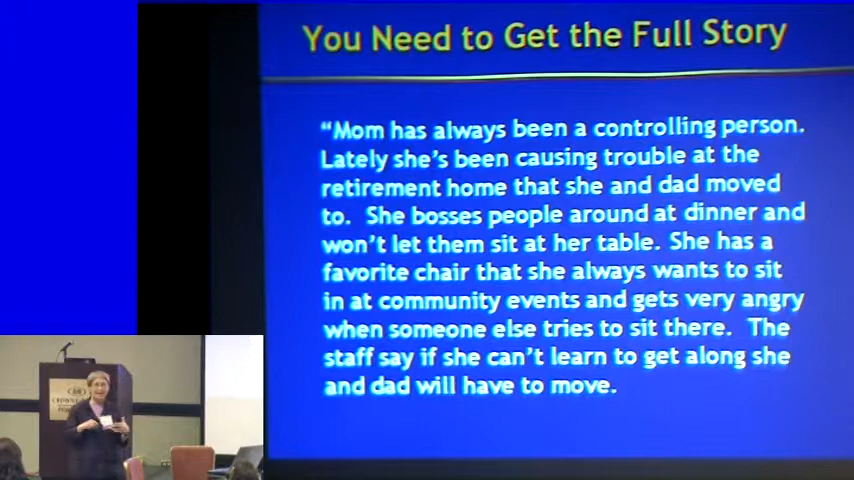 You Need to Get the Full Story
“Mom has always been a controlling person.
Lately she’s been causing trouble at the
retirement home that she and dad moved
to.  She bosses people around at dinner and
won’t let them sit at her table. She has a
favorite chair that she always wants to sit
in at community events and gets very angry
when someone else tries to sit there.  The
staff say if she can’t learn to get along she
and dad will have to move.